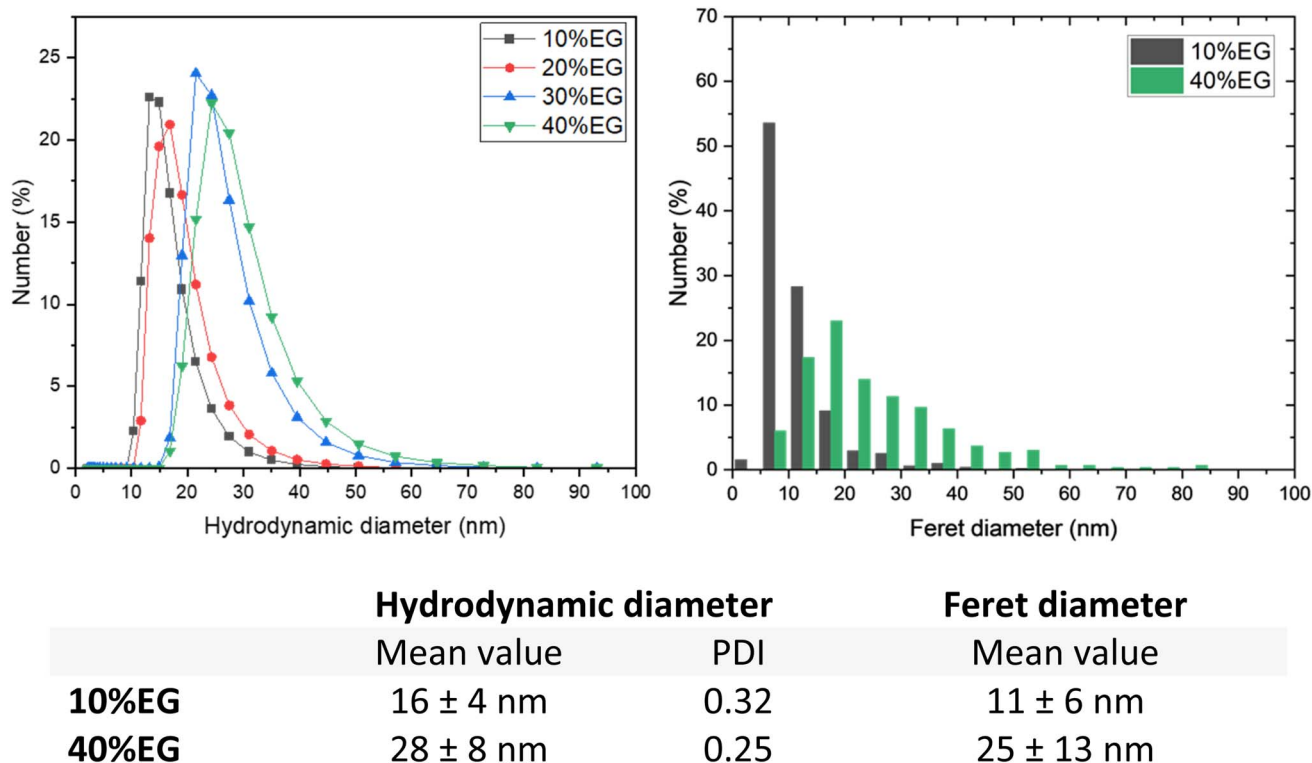 10%EG
20%EG
30%EG
40%EG
Number (%)
25
20
15
10
5
0
0 10 20 30 40 50 60 70 80 90 100
Hydrodynamic diameter (nm)
10%EG
40%EG
Number (%)
70
60
50
40
30
20
10
0
0 10 20 30 40 50 60 70 80 90 100
Feret diameter (nm)
Hydrodynamic diameter Feret diameter
Mean value PDI Mean value
10%EG 16 ± 4 nm 0.32 11 ± 6 nm
40%EG 28 ± 8 nm 0.25 25 ± 13 nm